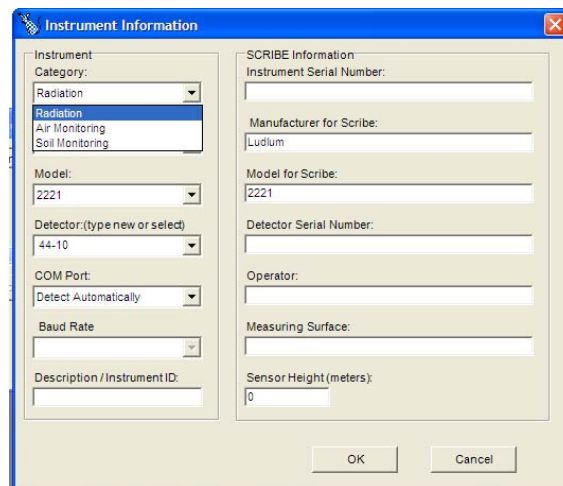 Instrument Information
Instrument
Category:
Radiation
Radiation
Air Monitoring
Soil Monitoring
Model:
2221
Detector:(type new or select)
44-10
COM Port:
Detect Automatically
Baud Rate
Description / Instrument ID:
SCRIBE Information
Instrument Serial Number:
Manufacturer for Scribe:
Ludlum
Model for Scribe:
2221
Detector Serial Number:
Operator:
Measuring Surface:
Sensor Height (meters):
0
OK
Cancel